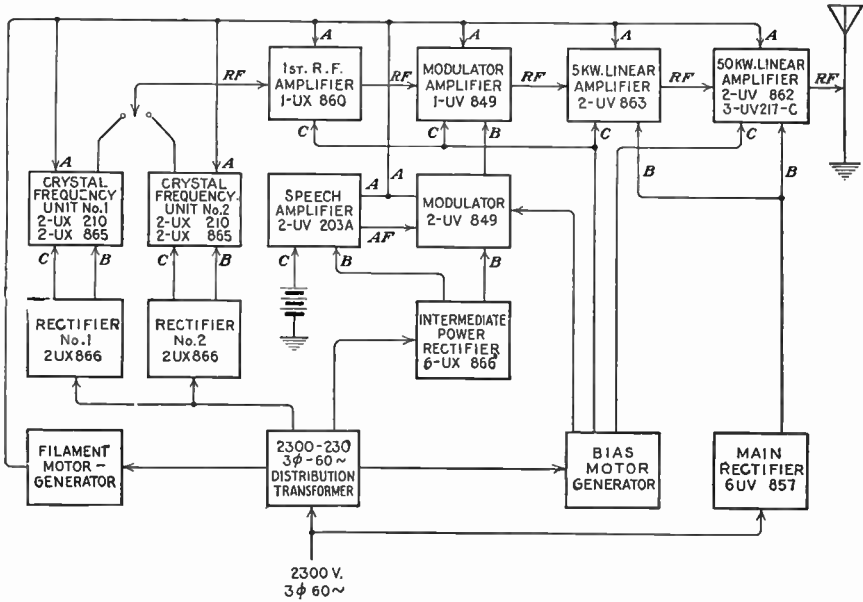 A
A
A
A
A
A
1ST. R.F.
AMPLIFIER
1-UX 860
RF
MODULATOR
AMPLIFIER
1-UV 849
RF
5KW. LINEAR
AMPLIFIER
2-UV 863
RF
50KW. LINEAR
AMPLIFIER
2-UV 862
3-UV217-C
RF
RF
C
C
B
C
B
C
B
CRYSTAL
FREQUENCY
UNIT No.1
2-UX 210
2-UX 865
CRYSTAL
FREQUENCY
UNIT No.2
2-UX 210
2-UX 865
SPEECH
AMPLIFIER
2-UV 203A
A
A
AF
MODULATOR
2-UV 849
C
B
C
B
C
B
B
RECTIFIER
No.1
2UX866
RECTIFIER
No.2
2UX866
INTERMEDIATE
POWER
RECTIFIER
6-UX 866
FILAMENT
MOTOR-
GENERATOR
2300-230
3φ-60~
DISTRIBUTION
TRANSFORMER
BIAS
MOTOR
GENERATOR
MAIN
RECTIFIER
6UV 857
2300 V.
3φ 60~